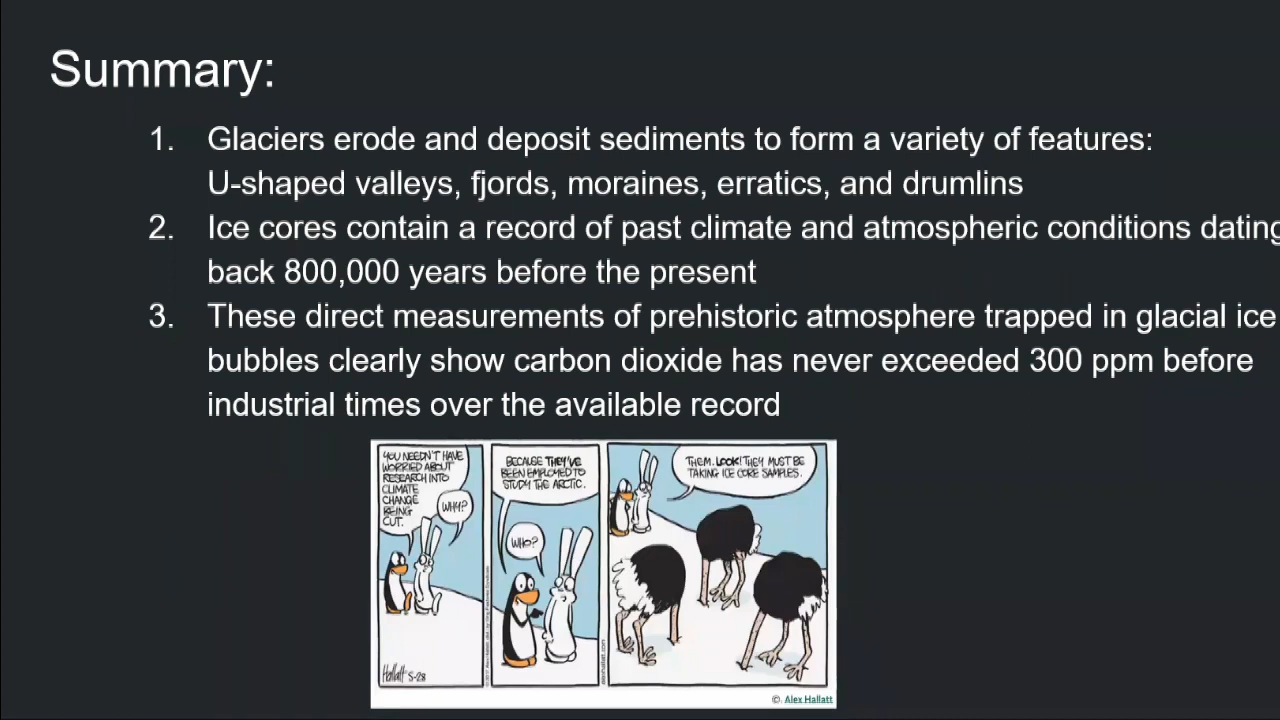 Summary:
1. Glaciers erode and deposit sediments to form a variety of features:
U-shaped valleys, fjords, moraines, erratics, and drumlins
2. Ice cores contain a record of past climate and atmospheric conditions dating
back 800,000 years before the present
3. These direct measurements of prehistoric atmosphere trapped in glacial ice
bubbles clearly show carbon dioxide has never exceeded 300 ppm before
industrial times over the available record
YOU NEEDN'T HAVE
WORRIED ABOUT
RESEARCH INTO
CLIMATE
CHANGE
BEING
CUT.
WHY?
BECAUSE THEY'VE
BEEN EMPLOYED TO
STUDY THE ARCTIC.
WHO?
THEM. LOOK! THEY MUST BE
TAKING ICE CORE SAMPLES.
Hallatt 5-28
© Alex Hallatt